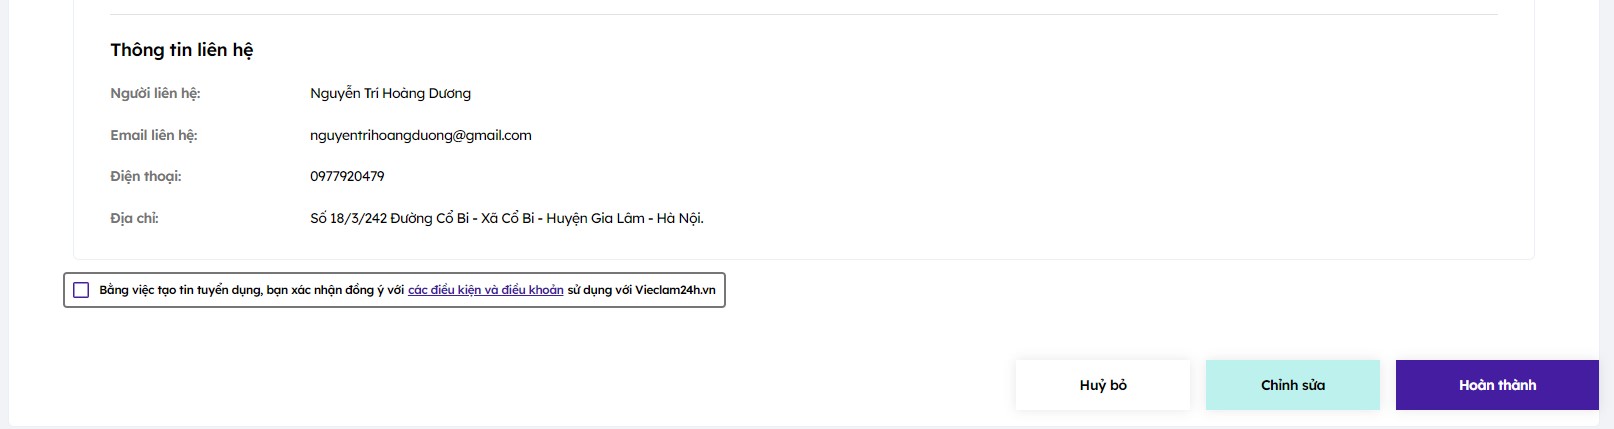 Thông tin liên hệ
Người liên hệ: Nguyễn Trí Hoàng Dương
Email liên hệ: nguyentrihoangduong@gmail.com
Điện thoại: 0977920479
Địa chỉ: Số 18/3/242 Đường Cổ Bi - Xã Cổ Bi - Huyện Gia Lâm - Hà Nội.
Bằng việc tạo tin tuyển dụng, bạn xác nhận đồng ý với các điều kiện và điều khoản sử dụng với Vieclam24h.vn
Huỷ bỏ Chỉnh sửa Hoàn thành